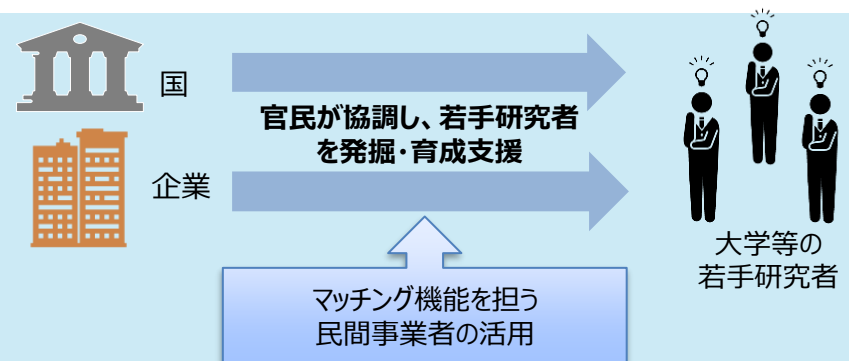 国
官民が協調し、若手研究者
を発掘・育成支援
企業
大学等の
若手研究者
マッチング機能を担う
民間事業者の活用